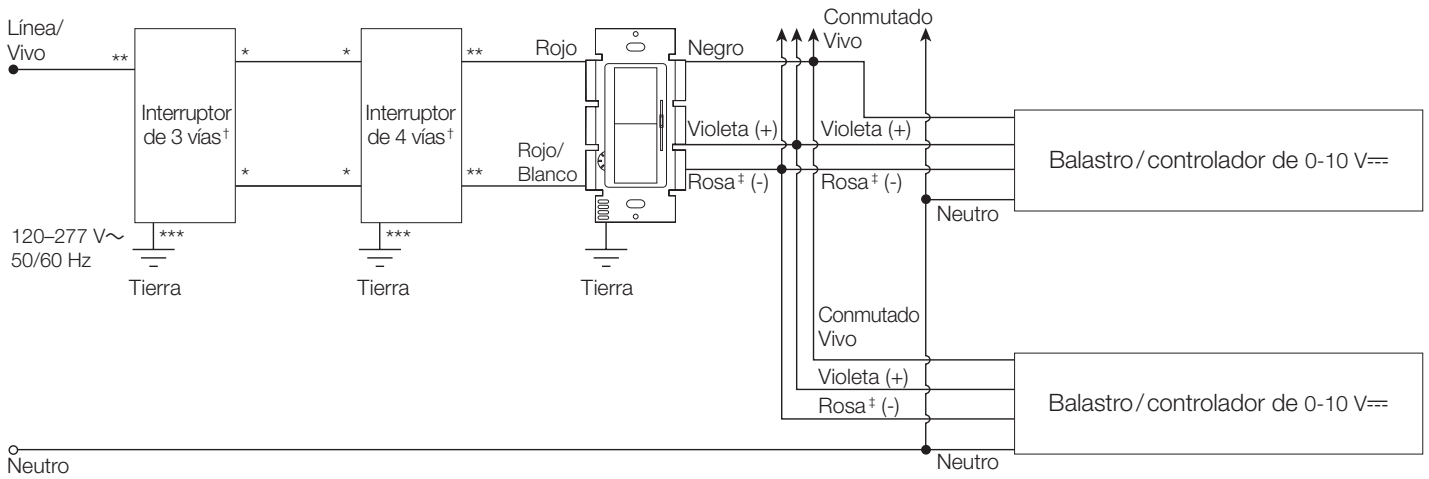 Línea/
Vivo
**
*
*
**
Rojo
Negro
Conmutado
Vivo
Interruptor
de 3 vías†
Interruptor
de 4 vías†
Violeta (+)
Violeta (+)
Balastro/controlador de 0-10 V⎓
*
*
**
Rojo/
Blanco
Rosa‡ (-)
Rosa‡ (-)
Neutro
120–277 V~
50/60 Hz
***
***
Tierra
Tierra
Tierra
Conmutado
Vivo
Violeta (+)
Rosa‡ (-)
Balastro/controlador de 0-10 V⎓
Neutro
Neutro